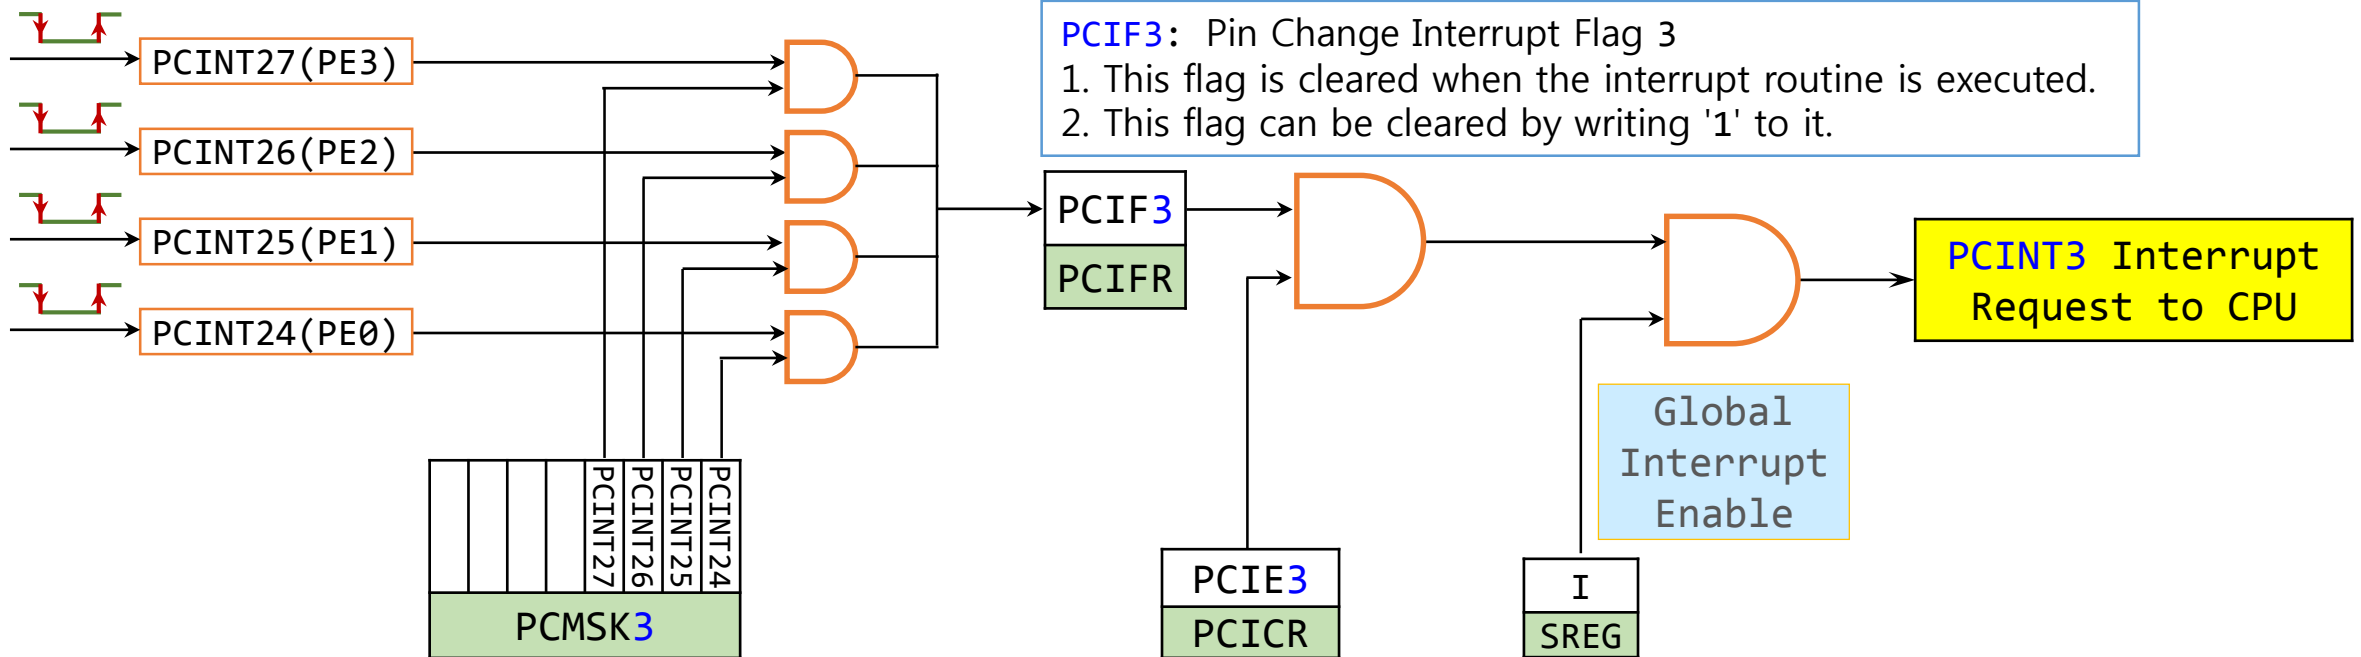 PCINT27(PE3)
PCINT26(PE2)
PCINT25(PE1)
PCINT24(PE0)
PCIF3: Pin Change Interrupt Flag 3
1. This flag is cleared when the interrupt routine is executed.
2. This flag can be cleared by writing '1' to it.
PCIF3
PCIFR
PCINT3 Interrupt
Request to CPU
Global
Interrupt
Enable
PCINT27
PCINT26
PCINT25
PCINT24
PCMSK3
PCIE3
PCICR
I
SREG